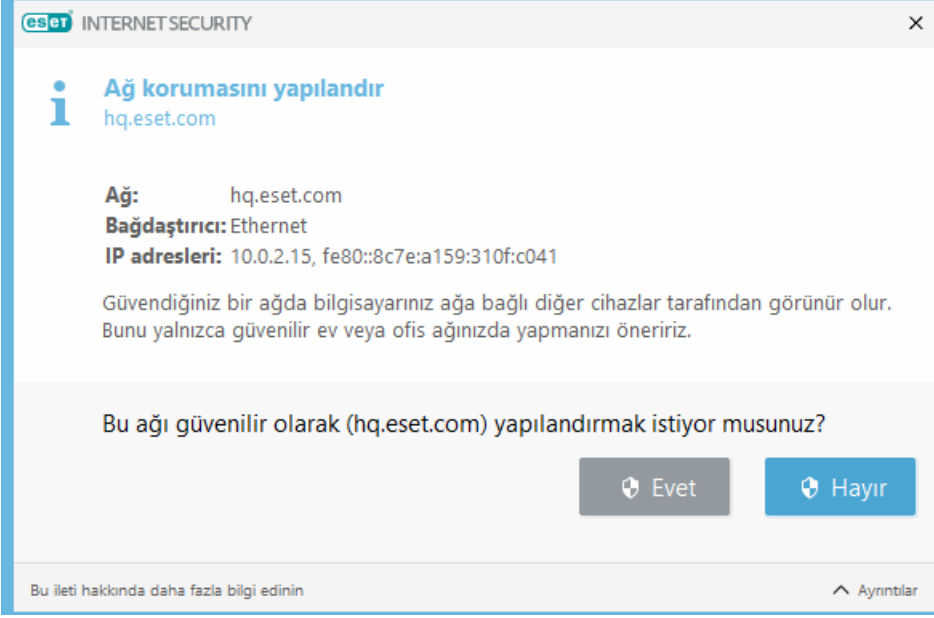 eset INTERNET SECURITY
Ağ korumasını yapılandır
hq.eset.com
Ağ: hq.eset.com
Bağdaştırıcı: Ethernet
IP adresleri: 10.0.2.15, fe80::8c7e:a159:310f:c041
Güvendiğiniz bir ağda bilgisayarınız ağa bağlı diğer cihazlar tarafından görünür olur.
Bunu yalnızca güvenilir ev veya ofis ağınızda yapmanızı öneririz.
Bu ağı güvenilir olarak (hq.eset.com) yapılandırmak istiyor musunuz?
Evet Hayır
Bu ileti hakkında daha fazla bilgi edinin Ayrıntılar